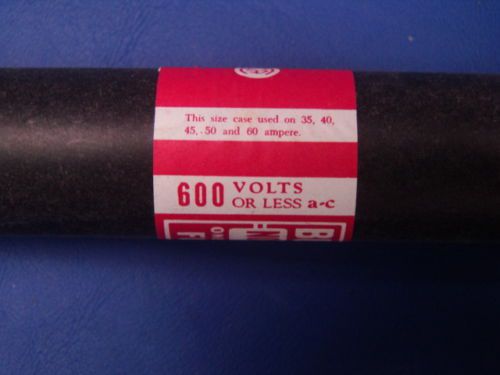 This size case used on 35, 40,
45, 50 and 60 ampere.
600 VOLTS
OR LESS a-c